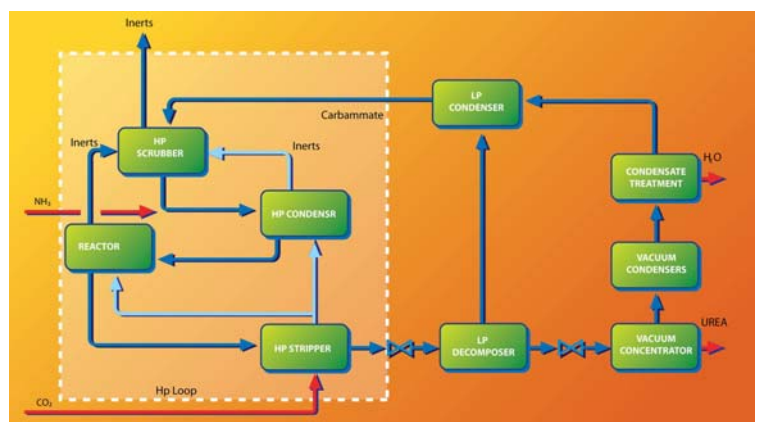 Inerts
LP
CONDENSER
Carbammate
HP
SCRUBBER
Inerts
Inerts
H₂O
CONDENSATE
TREATMENT
NH₃
HP CONDENSR
REACTOR
VACUUM
CONDENSERS
UREA
HP STRIPPER
LP
DECOMPOSER
VACUUM
CONCENTRATOR
Hp Loop
CO₂